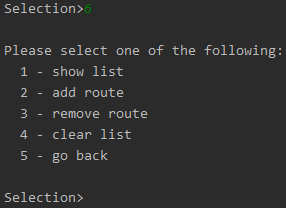 Selection>6
Please select one of the following:
1 - show list
2 - add route
3 - remove route
4 - clear list
5 - go back
Selection>